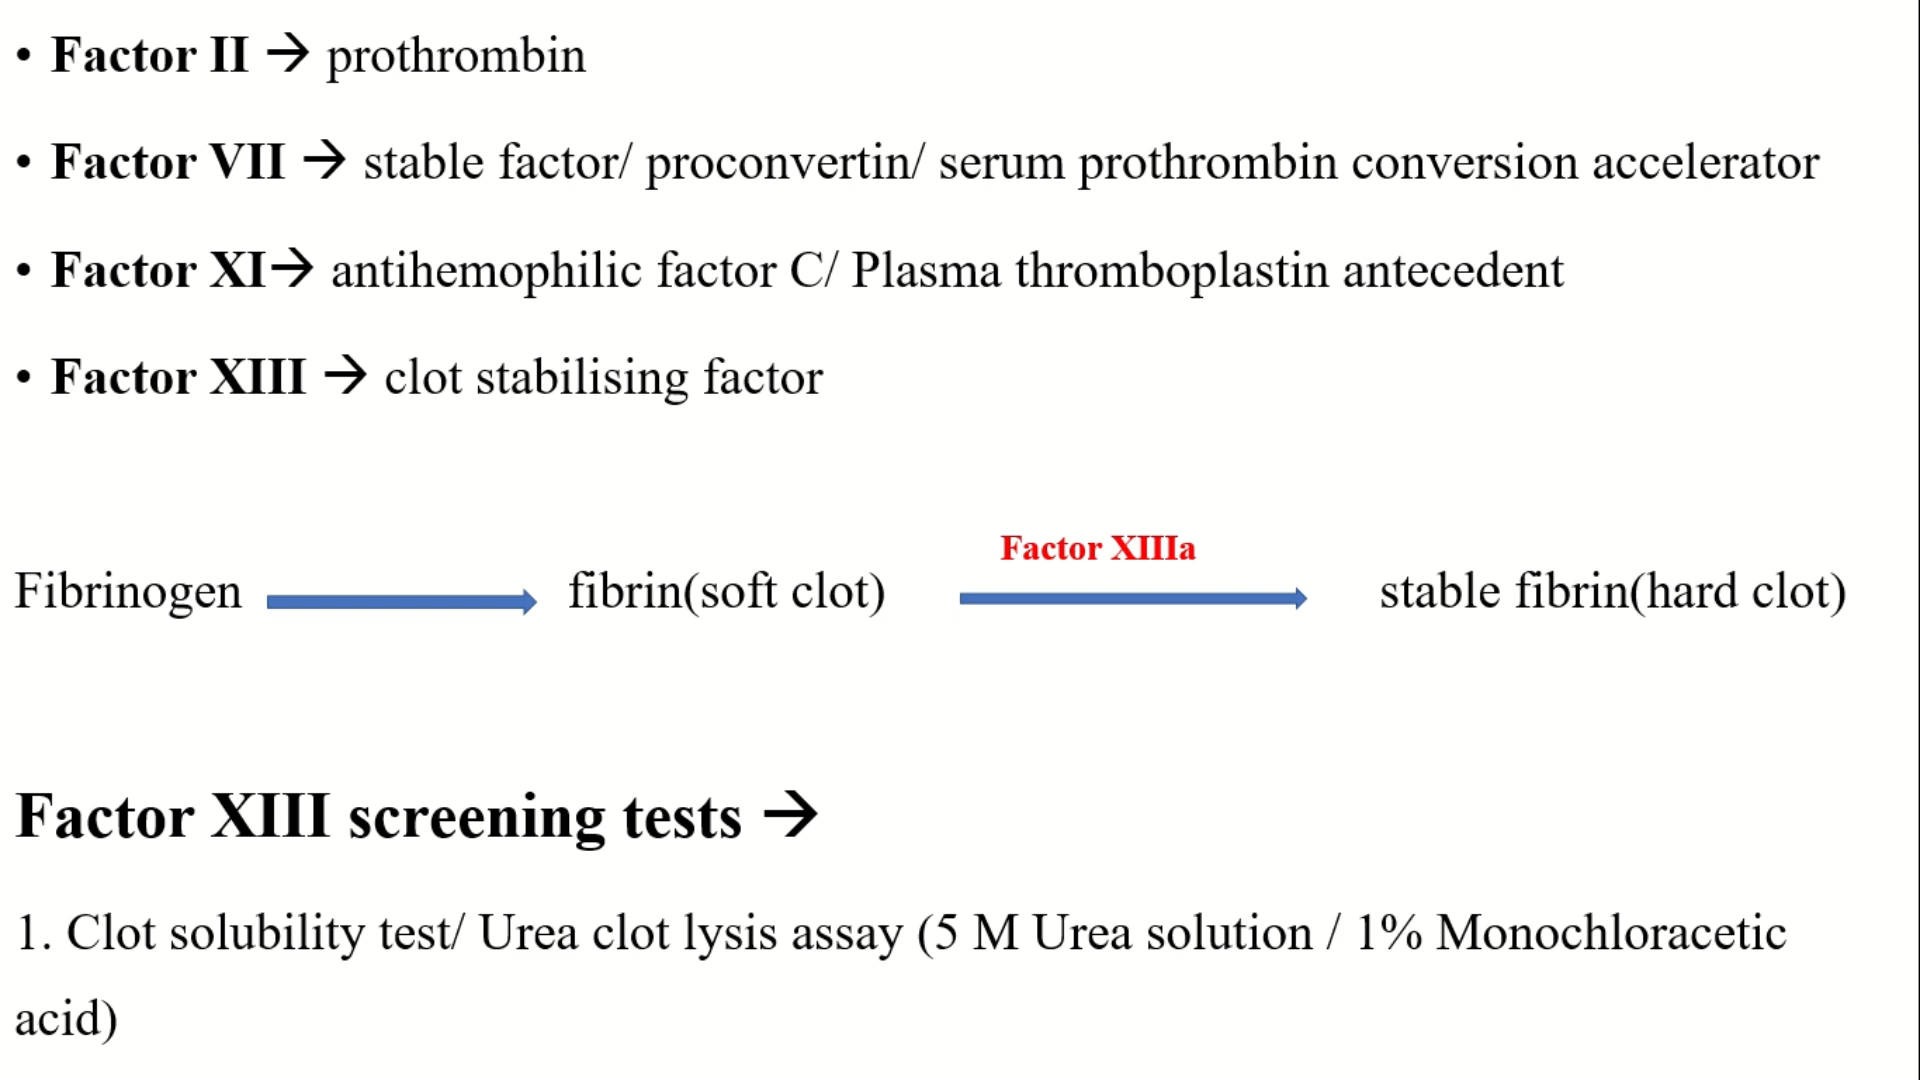 • Factor II → prothrombin
• Factor VII → stable factor/ proconvertin/ serum prothrombin conversion accelerator
• Factor XI→ antihemophilic factor C/ Plasma thromboplastin antecedent
• Factor XIII → clot stabilising factor
Factor XIIIa
Fibrinogen fibrin(soft clot) stable fibrin(hard clot)
Factor XIII screening tests →
1. Clot solubility test/ Urea clot lysis assay (5 M Urea solution / 1% Monochloracetic
acid)